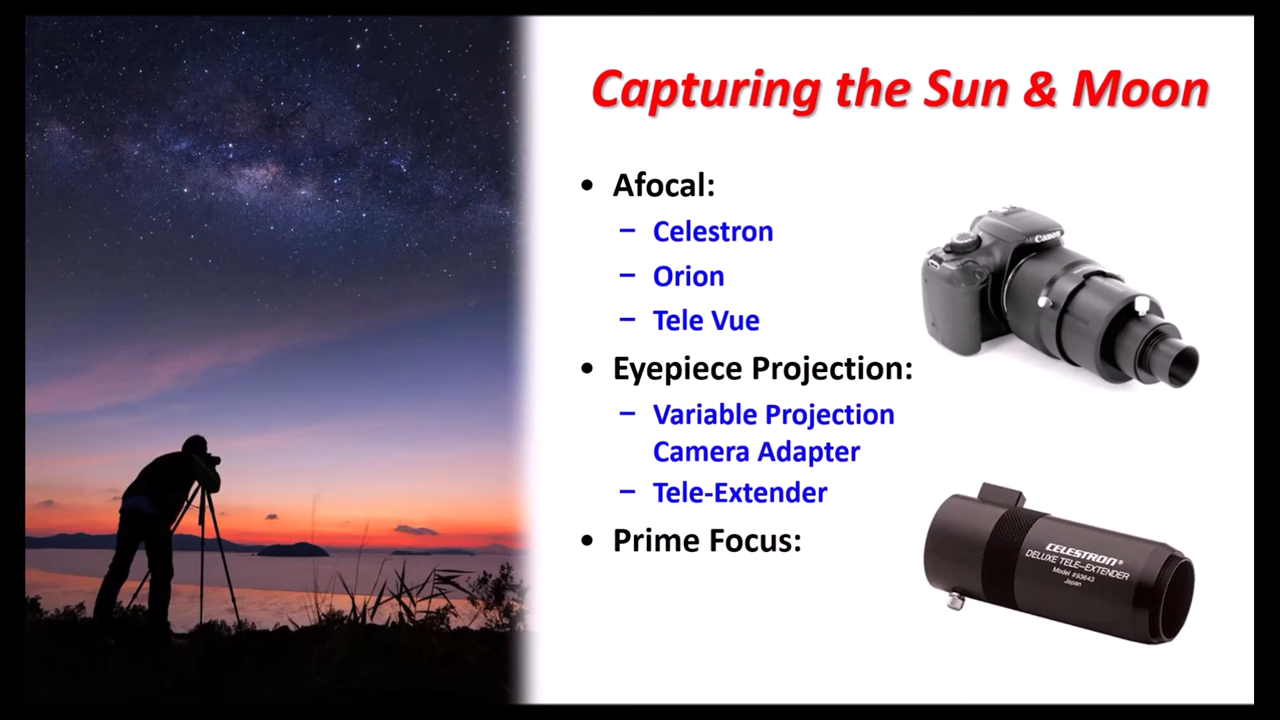 Capturing the Sun & Moon
• Afocal:
– Celestron
– Orion
– Tele Vue
• Eyepiece Projection:
– Variable Projection
Camera Adapter
– Tele-Extender
• Prime Focus:
Canon
CELESTRON®
DELUXE TELE-EXTENDER
Model #93643
Japan